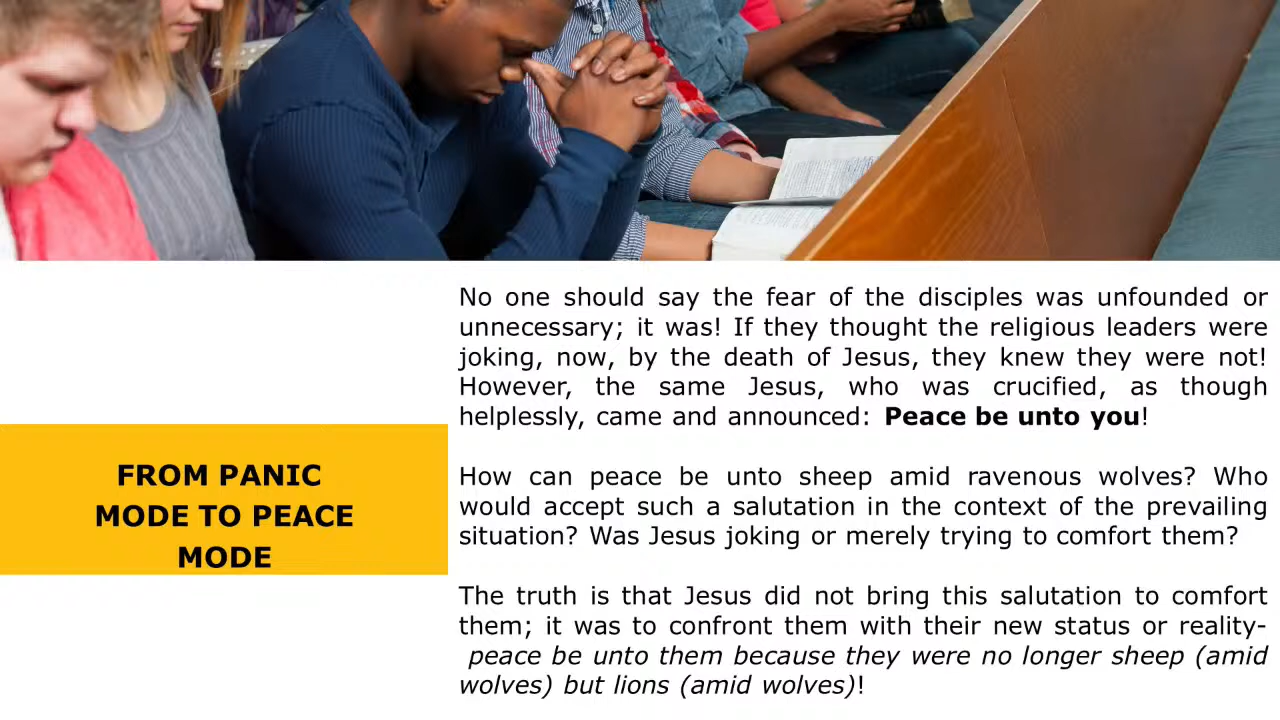 FROM PANIC
MODE TO PEACE
MODE
No one should say the fear of the disciples was unfounded or
unnecessary; it was! If they thought the religious leaders were
joking, now, by the death of Jesus, they knew they were not!
However, the same Jesus, who was crucified, as though
helplessly, came and announced: Peace be unto you!
How can peace be unto sheep amid ravenous wolves? Who
would accept such a salutation in the context of the prevailing
situation? Was Jesus joking or merely trying to comfort them?
The truth is that Jesus did not bring this salutation to comfort
them; it was to confront them with their new status or reality-
peace be unto them because they were no longer sheep (amid
wolves) but lions (amid wolves)!